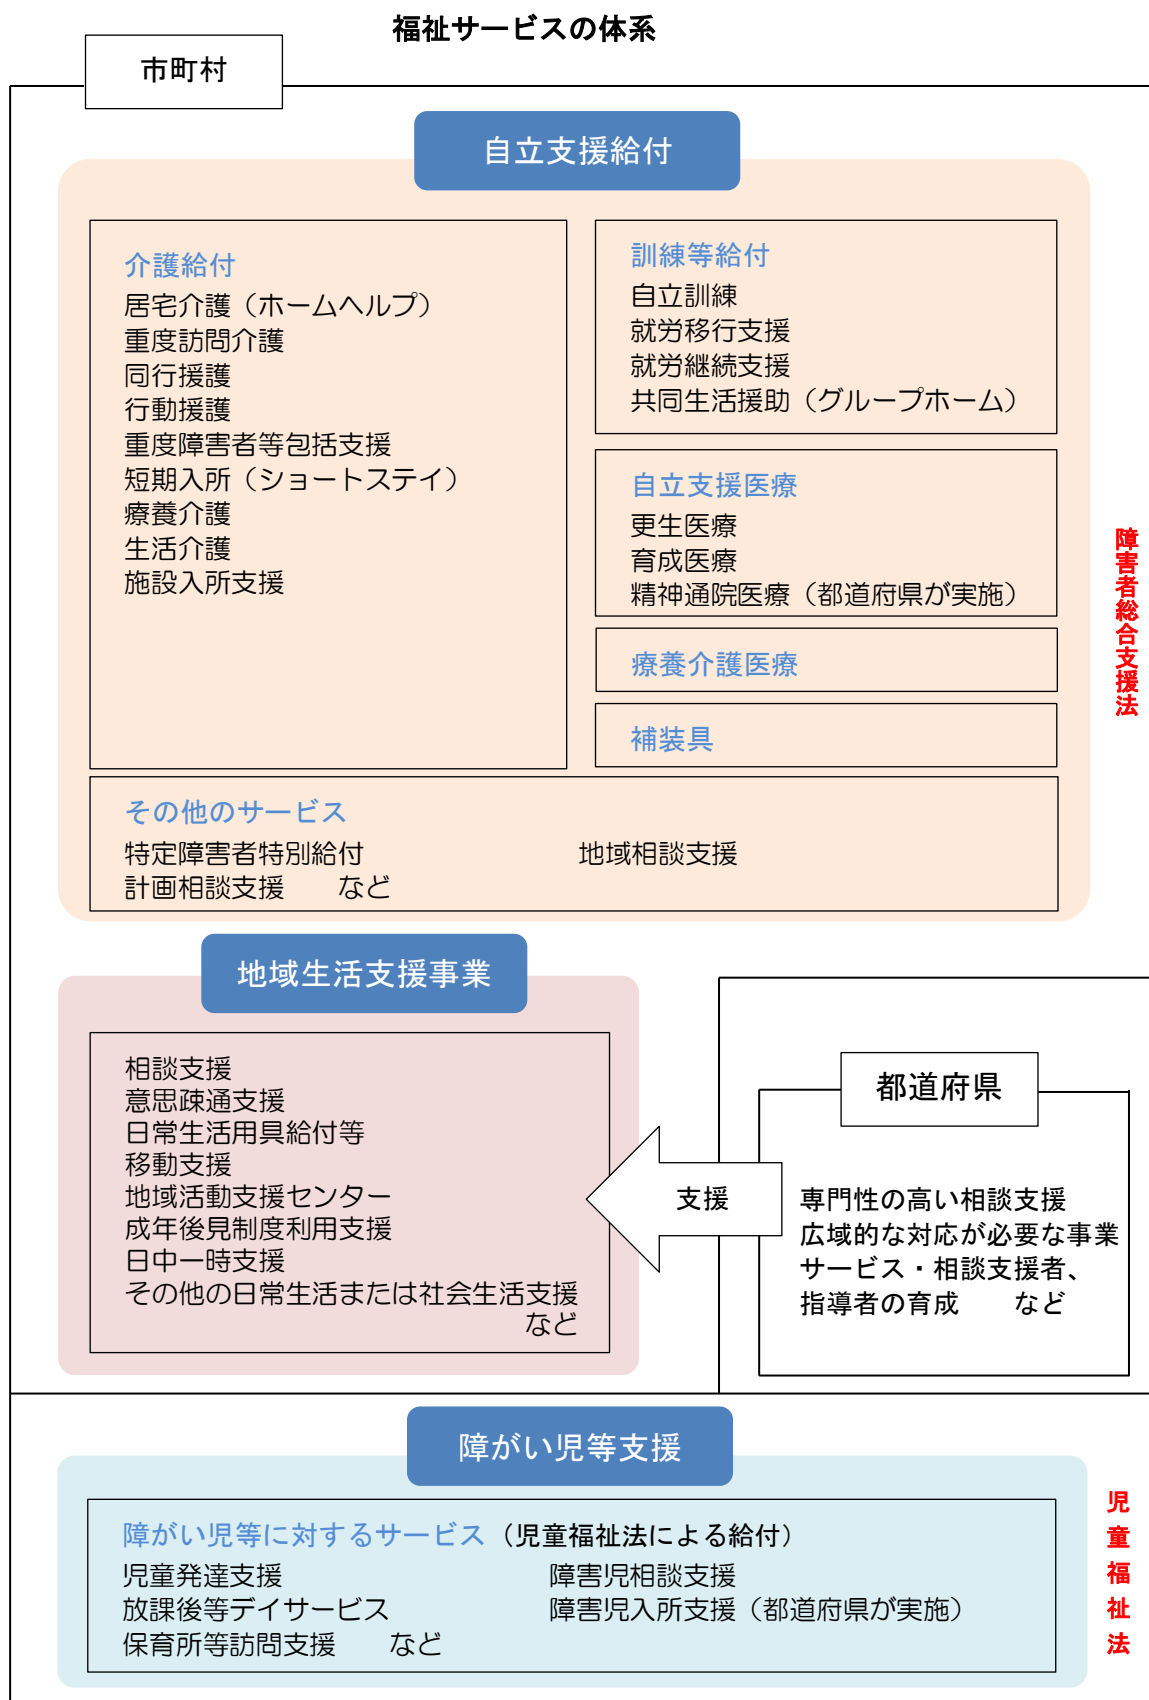 福祉サービスの体系
市町村
自立支援給付
介護給付
居宅介護（ホームヘルプ）
重度訪問介護
同行援護
行動援護
重度障害者等包括支援
短期入所（ショートステイ）
療養介護
生活介護
施設入所支援
訓練等給付
自立訓練
就労移行支援
就労継続支援
共同生活援助（グループホーム）
自立支援医療
更生医療
育成医療
精神通院医療（都道府県が実施）
療養介護医療
補装具
その他のサービス
特定障害者特別給付　　　　　　　　地域相談支援
計画相談支援　　など
障害者総合支援法
地域生活支援事業
相談支援
意思疎通支援
日常生活用具給付等
移動支援
地域活動支援センター
成年後見制度利用支援
日中一時支援
その他の日常生活または社会生活支援
など
支援
都道府県
専門性の高い相談支援
広域的な対応が必要な事業
サービス・相談支援者、
指導者の育成　　など
障がい児等支援
障がい児等に対するサービス（児童福祉法による給付）
児童発達支援　　　　　　　　　　障害児相談支援
放課後等デイサービス　　　　　　障害児入所支援（都道府県が実施）
保育所等訪問支援　　など
児童福祉法